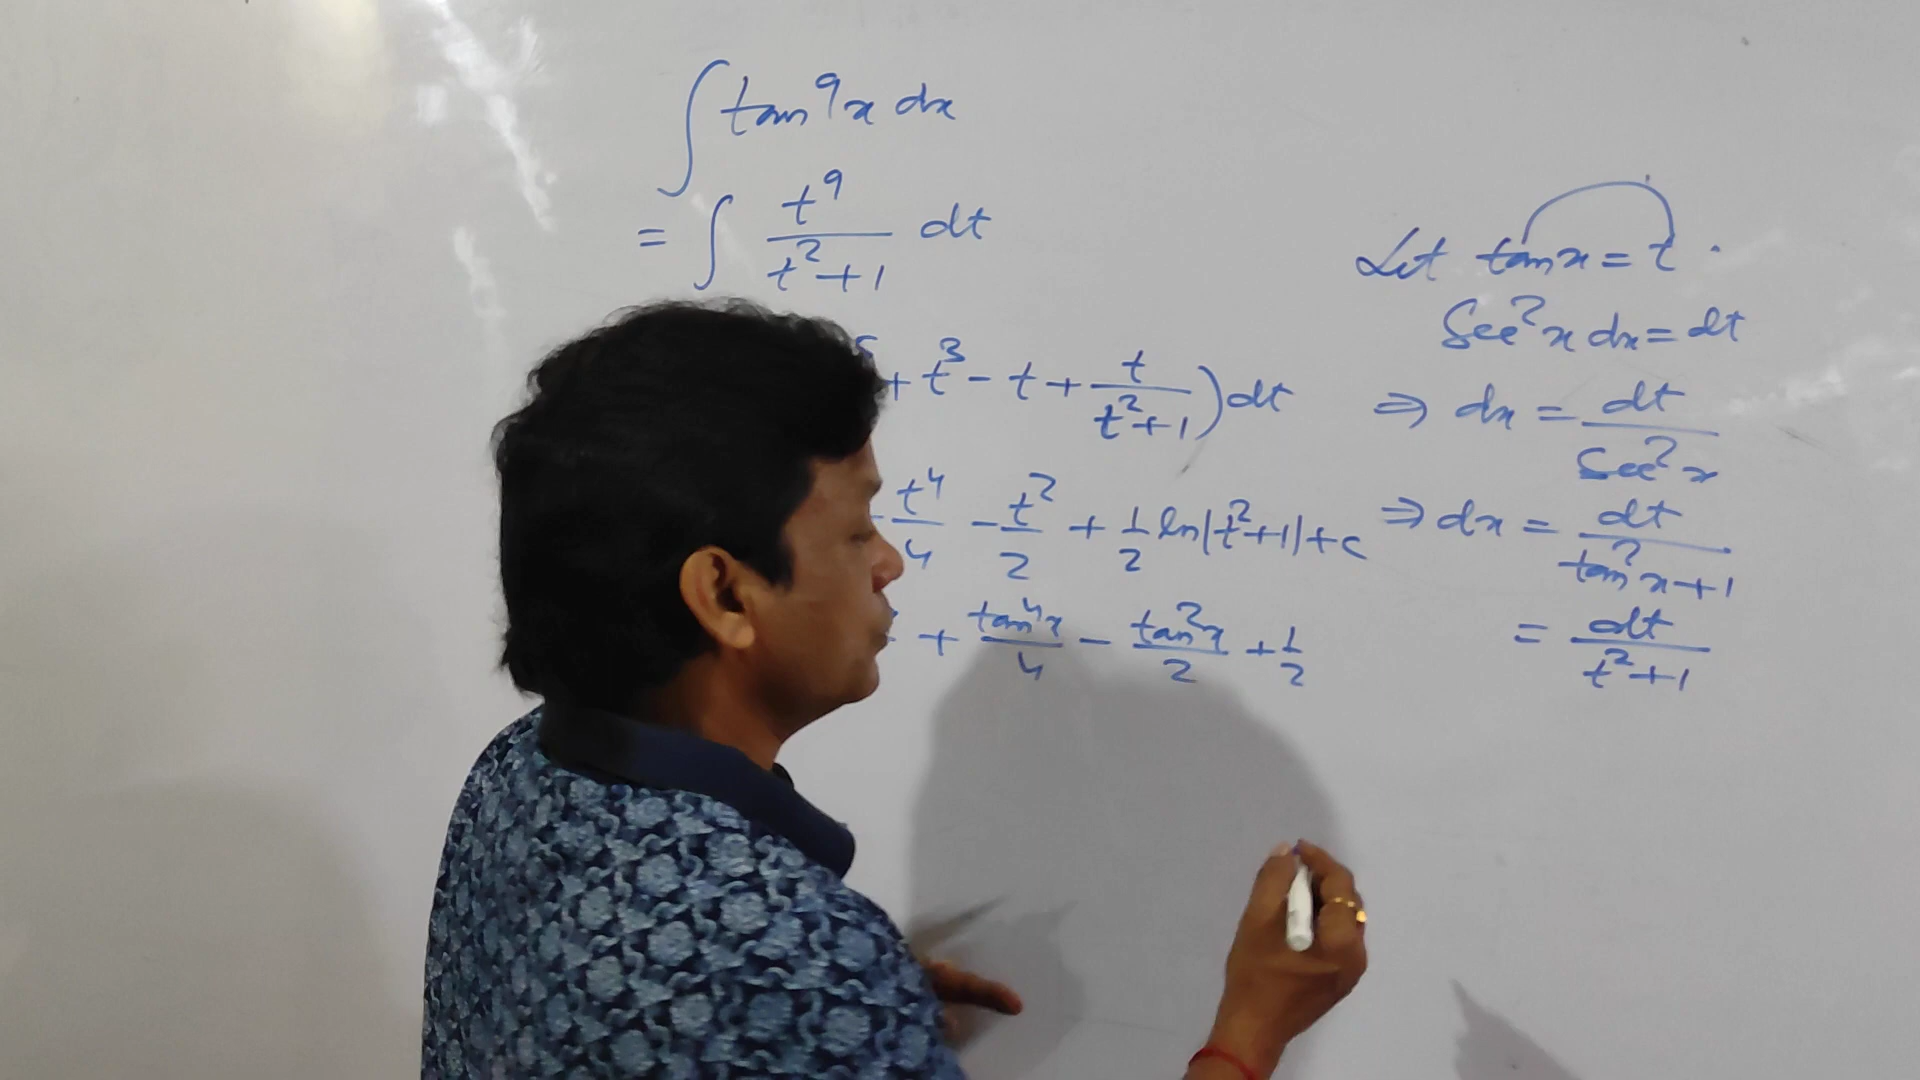 ∫ tan⁹x dx
= ∫ t⁹/(t²+1) dt
+ t³ - t + t/(t²+1)) dt
t⁴/4 - t²/2 + 1/2 ln|t²+1| + c
+ tan⁴x/4 - tan²x/2 + 1/2
Let tanx = t
Sec²x dx = dt
⇒ dx = dt/Sec²x
⇒ dx = dt/(tan²x+1)
= dt/(t²+1)